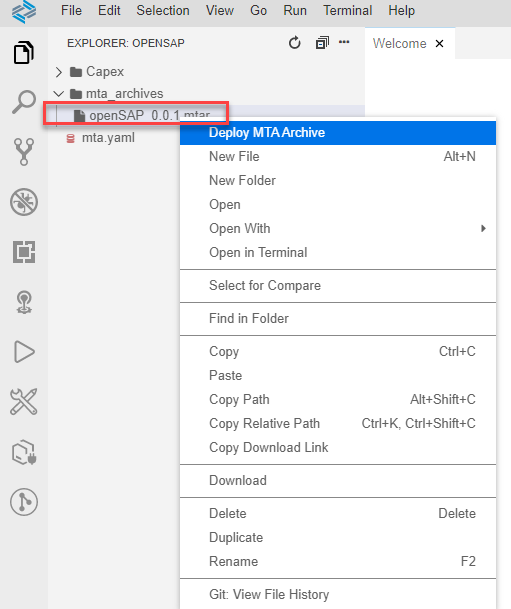 File Edit Selection View Go Run Terminal Help
EXPLORER: OPENSAP
Welcome
Capex
mta_archives
openSAP_0.0.1.mtar
mta.yaml
Deploy MTA Archive
New File Alt+N
New Folder
Open
Open With
Open in Terminal
Select for Compare
Find in Folder
Copy Ctrl+C
Paste
Copy Path Alt+Shift+C
Copy Relative Path Ctrl+K, Ctrl+Shift+C
Copy Download Link
Download
Delete Delete
Duplicate
Rename F2
Git: View File History